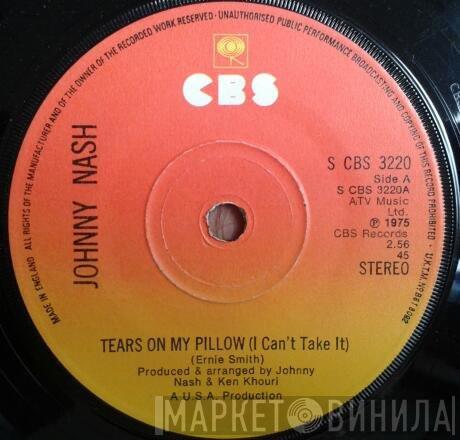 ALL RIGHTS OF THE MANUFACTURER AND OF THE OWNER OF THE RECORDED WORK RESERVED · UNAUTHORISED PUBLIC PERFORMANCE BROADCASTING AND COPYING OF THIS RECORD PROHIBITED
MADE IN ENGLAND
CBS
JOHNNY NASH
S CBS 3220
Side A
S CBS 3220A
ATV Music
Ltd.
℗ 1975
CBS Records
2.56
45
STEREO
TEARS ON MY PILLOW (I Can't Take It)
(Ernie Smith)
Produced & arranged by Johnny
Nash & Ken Khouri
A U.S.A. Production
МАРКЕТ ВИНИЛА